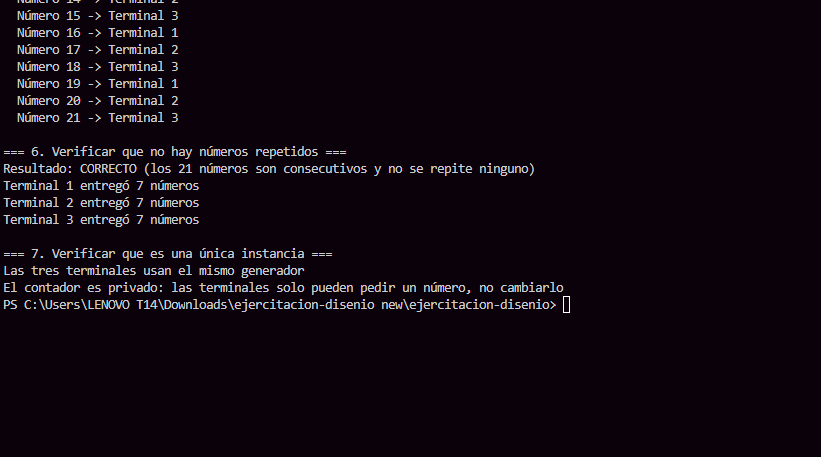 Número 14 -> Terminal 2
Número 15 -> Terminal 3
Número 16 -> Terminal 1
Número 17 -> Terminal 2
Número 18 -> Terminal 3
Número 19 -> Terminal 1
Número 20 -> Terminal 2
Número 21 -> Terminal 3
=== 6. Verificar que no hay números repetidos ===
Resultado: CORRECTO (los 21 números son consecutivos y no se repite ninguno)
Terminal 1 entregó 7 números
Terminal 2 entregó 7 números
Terminal 3 entregó 7 números
=== 7. Verificar que es una única instancia ===
Las tres terminales usan el mismo generador
El contador es privado: las terminales solo pueden pedir un número, no cambiarlo
PS C:\Users\LENOVO T14\Downloads\ejercitacion-disenio new\ejercitacion-disenio>